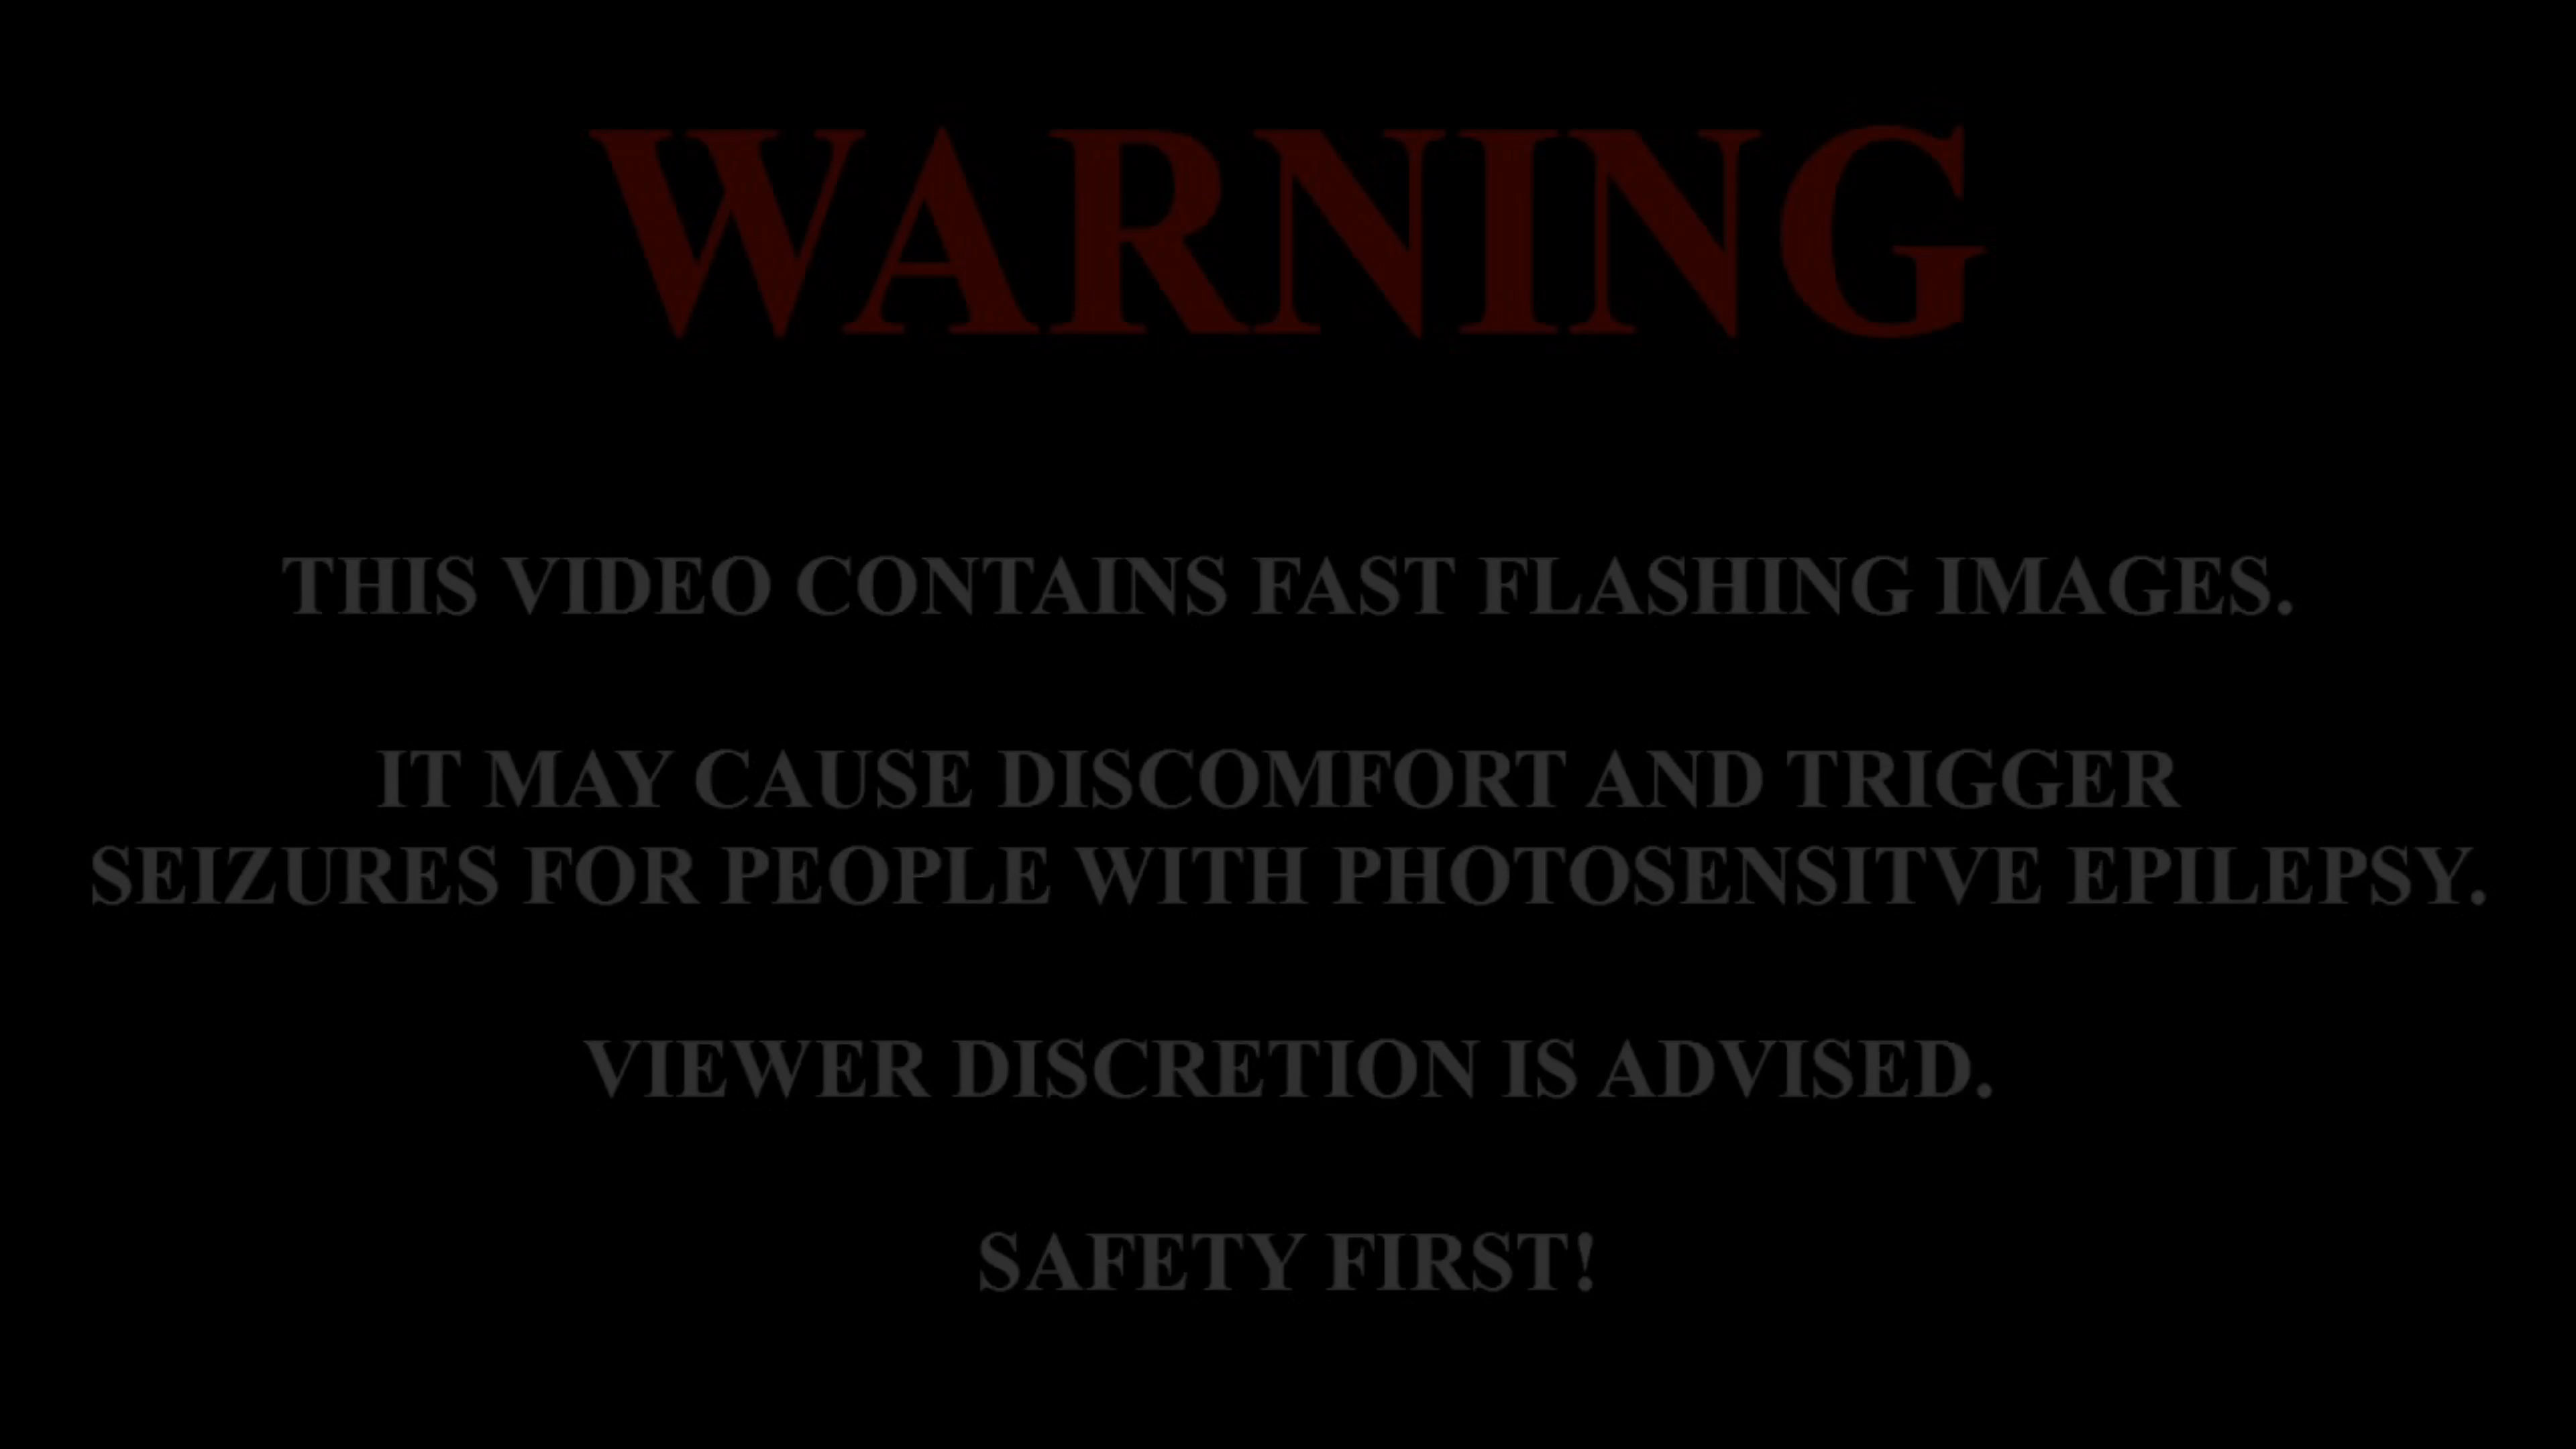 WARNING
THIS VIDEO CONTAINS FAST FLASHING IMAGES.
IT MAY CAUSE DISCOMFORT AND TRIGGER
SEIZURES FOR PEOPLE WITH PHOTOSENSITVE EPILEPSY.
VIEWER DISCRETION IS ADVISED.
SAFETY FIRST!